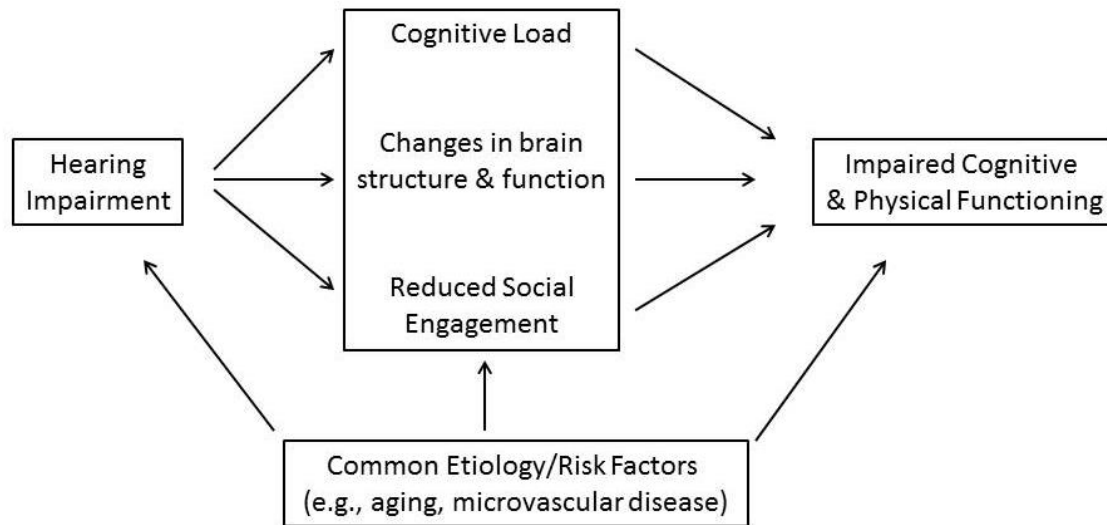 Cognitive Load
Changes in brain
structure & function
Reduced Social
Engagement
Hearing
Impairment
Impaired Cognitive
& Physical Functioning
Common Etiology/Risk Factors
(e.g., aging, microvascular disease)